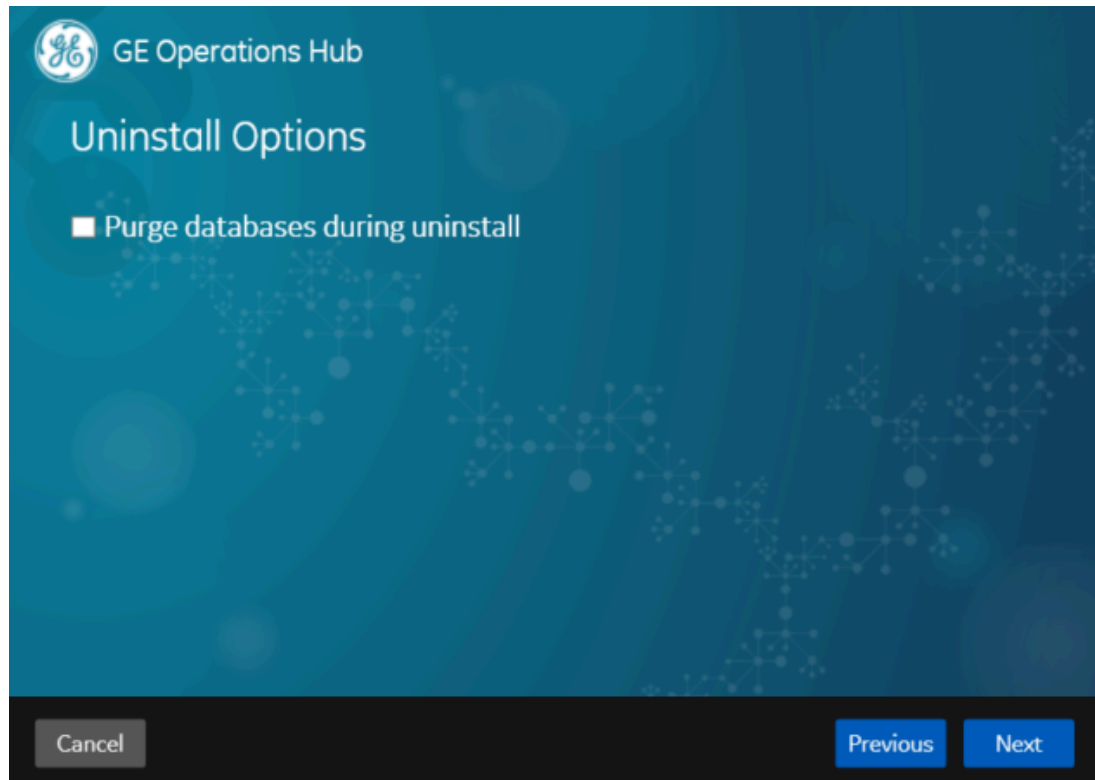 GE Operations Hub
Uninstall Options
Purge databases during uninstall
Cancel
Previous
Next